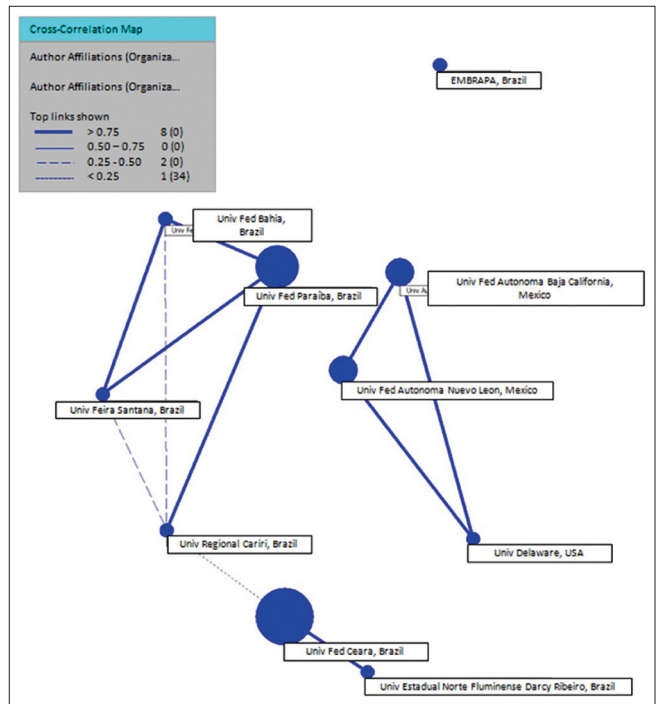 Cross-Correlation Map
Author Affiliations (Organiza...
Author Affiliations (Organiza...
Top links shown
> 0.75 8 (0)
0.50 – 0.75 0 (0)
0.25 - 0.50 2 (0)
< 0.25 1 (34)
EMBRAPA, Brazil
Univ Fe
Univ Fed Bahia,
Brazil
Univ Fed Paraiba, Brazil
Univ Fed Autonoma Baja California,
Mexico
Univ Fed Autonoma Nuevo Leon, Mexico
Univ Feira Santana, Brazil
Univ Regional Cariri, Brazil
Univ Delaware, USA
Univ Fed Ceara, Brazil
Univ Estadual Norte Fluminense Darcy Ribeiro, Brazil